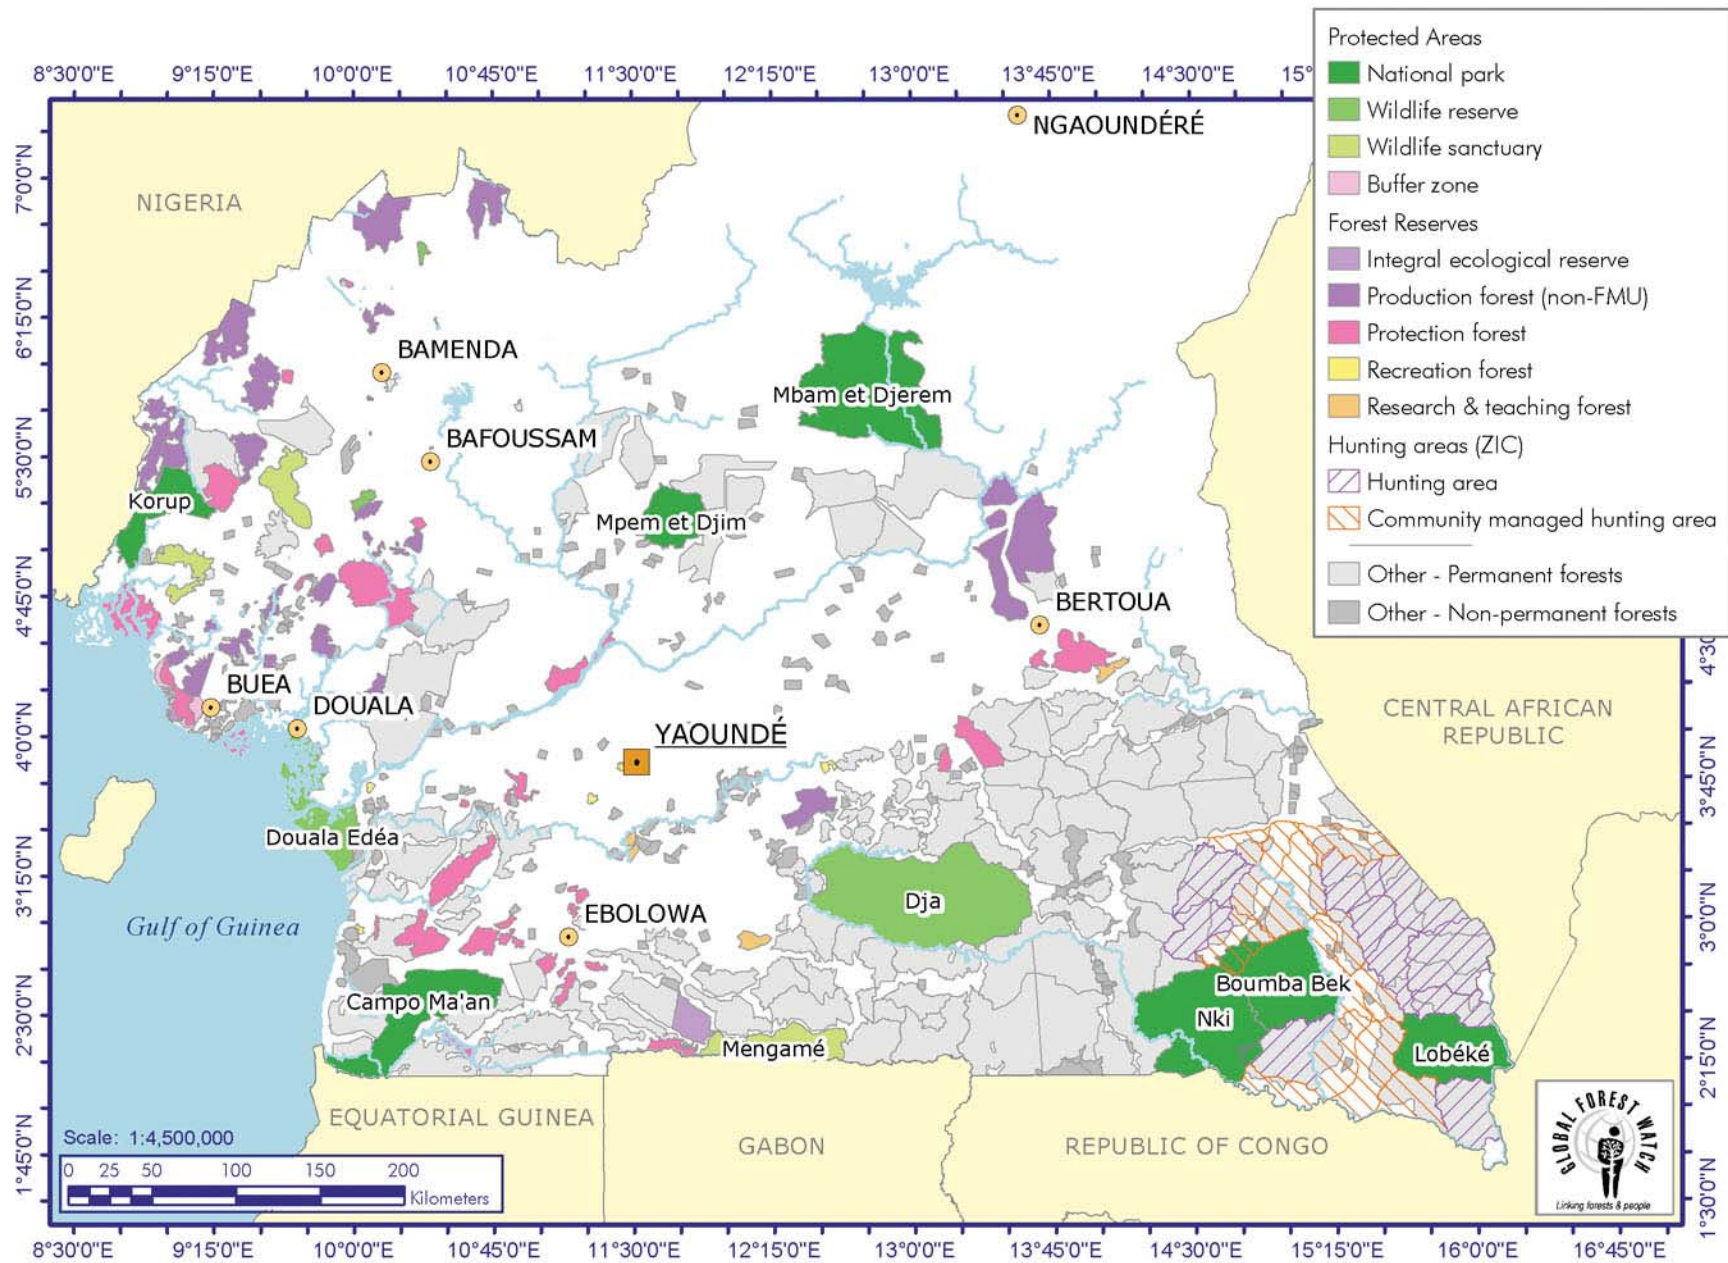 8°30'0"E 9°15'0"E 10°0'0"E 10°45'0"E 11°30'0"E 12°15'0"E 13°0'0"E 13°45'0"E 14°30'0"E 15°
Protected Areas
National park
Wildlife reserve
Wildlife sanctuary
Buffer zone
Forest Reserves
Integral ecological reserve
Production forest (non-FMU)
Protection forest
Recreation forest
Research & teaching forest
Hunting areas (ZIC)
Hunting area
Community managed hunting area
Other - Permanent forests
Other - Non-permanent forests
7°0'0"N
6°15'0"N
5°30'0"N
4°45'0"N
4°0'0"N
3°15'0"N
2°30'0"N
1°45'0"N
NGAOUNDÉRÉ
NIGERIA
BAMENDA
Mbam et Djerem
BAFOUSSAM
Korup
Mpem et Djim
BERTOUA
BUEA
DOUALA
YAOUNDÉ
CENTRAL AFRICAN
REPUBLIC
Douala Edéa
Dja
EBOLOWA
Gulf of Guinea
Campo Ma'an
Boumba Bek
Nki
Mengamé
Lobéké
EQUATORIAL GUINEA
GABON
REPUBLIC OF CONGO
4°30
3°45'0"N
3°0'0"N
2°15'0"N
1°30'0"N
Scale: 1:4,500,000
0 25 50 100 150 200
Kilometers
GLOBAL FOREST WATCH
Linking forests & people
8°30'0"E 9°15'0"E 10°0'0"E 10°45'0"E 11°30'0"E 12°15'0"E 13°0'0"E 13°45'0"E 14°30'0"E 15°15'0"E 16°0'0"E 16°45'0"E